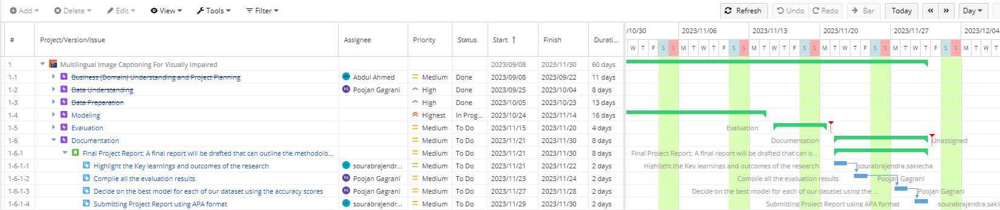 Add Delete Edit View Tools Filter Refresh Undo Redo Bar Today « » Day
/10/30 2023/11/06 2023/11/13 2023/11/20 2023/11/27 2023/12/04
# Project/Version/Issue Assignee Priority Status Start ↑ Finish Durati...
W T F S S M T W T F S S M T W T F S S M T W T F S S M T W T F S S M T W T
1 Multilingual Image Captioning For Visually Impaired 2023/09/08 2023/11/30 60 days
1-1 Business (Domain) Understanding and Project Planning AA Abdul Ahmed Medium Done 2023/09/08 2023/09/22 11 days
1-2 Data Understanding PG Poojan Gagrani High Done 2023/09/25 2023/10/04 8 days
1-3 Data Preparation High Done 2023/10/05 2023/10/23 13 days
1-4 Modeling Highest In Prog... 2023/10/24 2023/11/14 16 days
1-5 Evaluation Medium To Do 2023/11/15 2023/11/20 4 days Evaluation
1-6 Documentation Medium To Do 2023/11/21 2023/11/30 8 days Documentation Unassigned
1-6-1 Final Project Report: A final report will be drafted that can outline the methodolo... Medium To Do 2023/11/21 2023/11/30 8 days Final Project Report: A final report will be drafted that can o...
1-6-1-1 Highlight the Key learnings and outcomes of the research sourabrajendr... Medium To Do 2023/11/21 2023/11/22 2 days Highlight the Key learnings and outcomes of the research sourabrajendra.saklecha
1-6-1-2 Compile all the evaluation results PG Poojan Gagrani Medium To Do 2023/11/23 2023/11/24 2 days Compile all the evaluation results Poojan Gagrani
1-6-1-3 Decide on the best model for each of our dataset using the accuracy scores PG Poojan Gagrani Medium To Do 2023/11/27 2023/11/28 2 days Decide on the best model for each of our dataset using the ... Poojan Gagrani
1-6-1-4 Submitting Project Report using APA format sourabrajendr... Medium To Do 2023/11/29 2023/11/30 2 days Submitting Project Report using APA format sourabrajendra.sakl